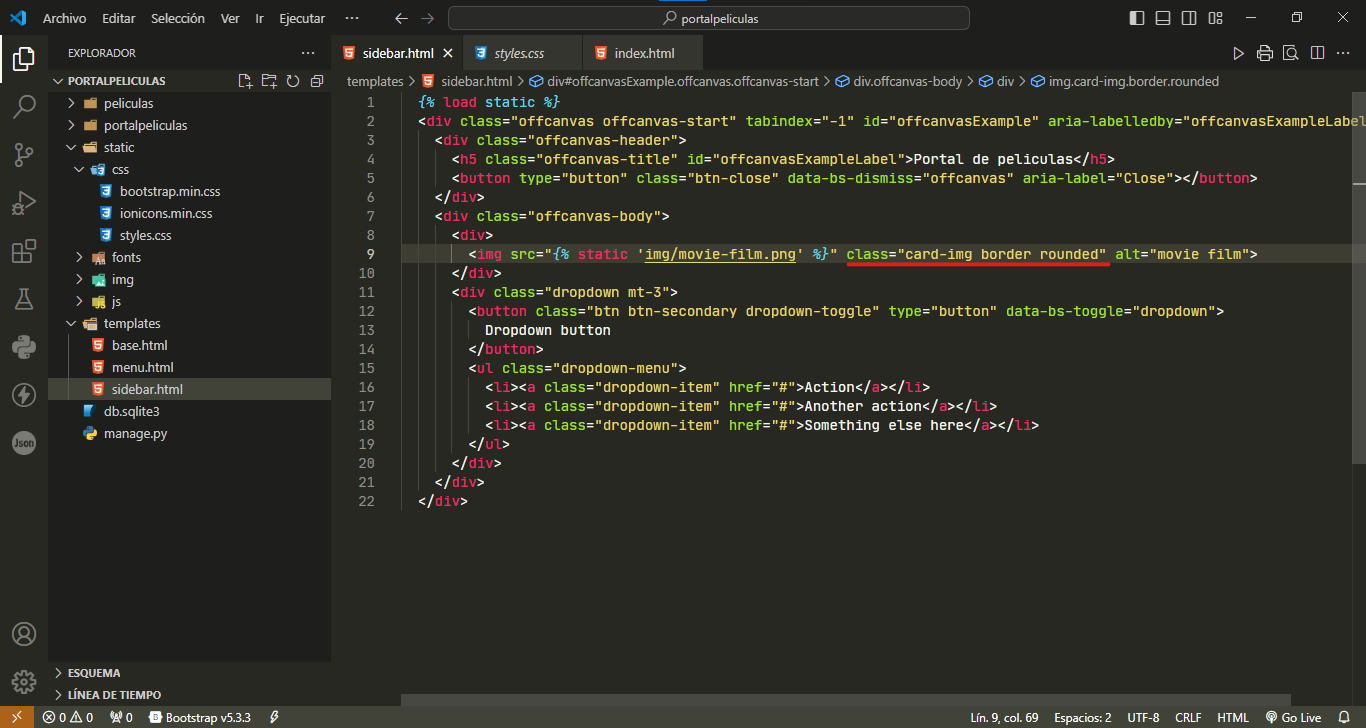 Archivo Editar Selección Ver Ir Ejecutar ··· portalpeliculas
EXPLORADOR ···
sidebar.html styles.css index.html
PORTALPELICULAS
templates > sidebar.html > div#offcanvasExample.offcanvas.offcanvas-start > div.offcanvas-body > div > img.card-img.border.rounded
peliculas
portalpeliculas
static
css
bootstrap.min.css
ionicons.min.css
styles.css
fonts
img
js
templates
base.html
menu.html
sidebar.html
db.sqlite3
manage.py
ESQUEMA
LÍNEA DE TIEMPO
Json
1 {% load static %}
2 <div class="offcanvas offcanvas-start" tabindex="-1" id="offcanvasExample" aria-labelledby="offcanvasExampleLabel
3 <div class="offcanvas-header">
4 <h5 class="offcanvas-title" id="offcanvasExampleLabel">Portal de peliculas</h5>
5 <button type="button" class="btn-close" data-bs-dismiss="offcanvas" aria-label="Close"></button>
6 </div>
7 <div class="offcanvas-body">
8 <div>
9 <img src="{% static 'img/movie-film.png' %}" class="card-img border rounded" alt="movie film">
10 </div>
11 <div class="dropdown mt-3">
12 <button class="btn btn-secondary dropdown-toggle" type="button" data-bs-toggle="dropdown">
13 Dropdown button
14 </button>
15 <ul class="dropdown-menu">
16 <li><a class="dropdown-item" href="#">Action</a></li>
17 <li><a class="dropdown-item" href="#">Another action</a></li>
18 <li><a class="dropdown-item" href="#">Something else here</a></li>
19 </ul>
20 </div>
21 </div>
22 </div>
0 0 0 Bootstrap v5.3.3 Lín. 9, col. 69 Espacios: 2 UTF-8 CRLF HTML Go Live